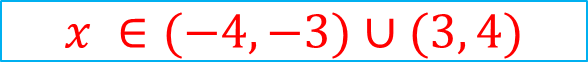 x ∈ (−4, −3) ∪ (3, 4)